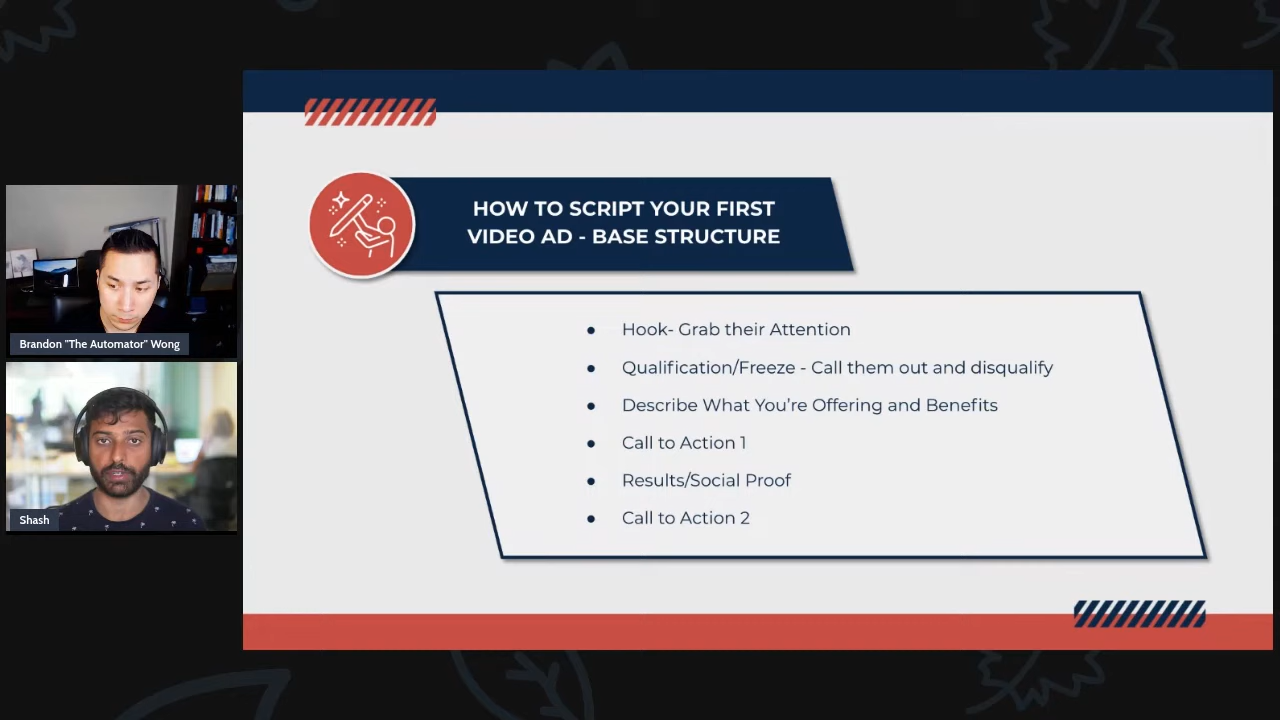 Brandon "The Automator" Wong
Shash
HOW TO SCRIPT YOUR FIRST
VIDEO AD - BASE STRUCTURE
● Hook- Grab their Attention
● Qualification/Freeze - Call them out and disqualify
● Describe What You’re Offering and Benefits
● Call to Action 1
● Results/Social Proof
● Call to Action 2